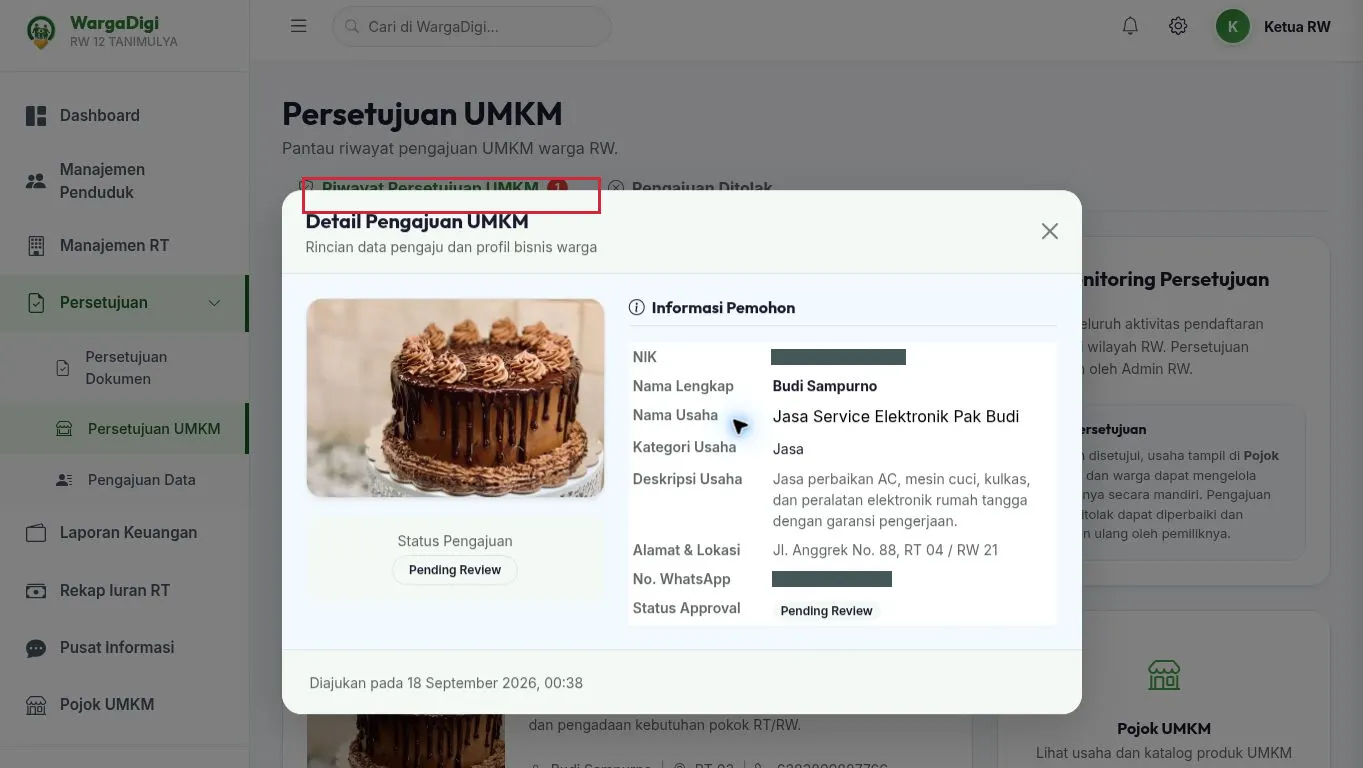 WargaDigi
RW 12 TANIMULYA
Cari di WargaDigi...
K
Ketua RW
Dashboard
Manajemen
Penduduk
Manajemen RT
Persetujuan
Persetujuan
Dokumen
Persetujuan UMKM
Pengajuan Data
Laporan Keuangan
Rekap Iuran RT
Pusat Informasi
Pojok UMKM
Persetujuan UMKM
Pantau riwayat pengajuan UMKM warga RW.
Riwayat Persetujuan UMKM 1
Pengajuan Ditolak
Detail Pengajuan UMKM
Rincian data pengaju dan profil bisnis warga
Status Pengajuan
Pending Review
Informasi Pemohon
NIK
Nama Lengkap Budi Sampurno
Nama Usaha Jasa Service Elektronik Pak Budi
Kategori Usaha Jasa
Deskripsi Usaha Jasa perbaikan AC, mesin cuci, kulkas,
dan peralatan elektronik rumah tangga
dengan garansi pengerjaan.
Alamat & Lokasi Jl. Anggrek No. 88, RT 04 / RW 21
No. WhatsApp
Status Approval Pending Review
Diajukan pada 18 September 2026, 00:38
nitoring Persetujuan
eluruh aktivitas pendaftaran
wilayah RW. Persetujuan
oleh Admin RW.
ersetujuan
disetujui, usaha tampil di Pojok
dan warga dapat mengelola
nya secara mandiri. Pengajuan
itolak dapat diperbaiki dan
ulang oleh pemiliknya.
dan pengadaan kebutuhan pokok RT/RW.
Budi Sampurno
RT 03
Pojok UMKM
Lihat usaha dan katalog produk UMKM